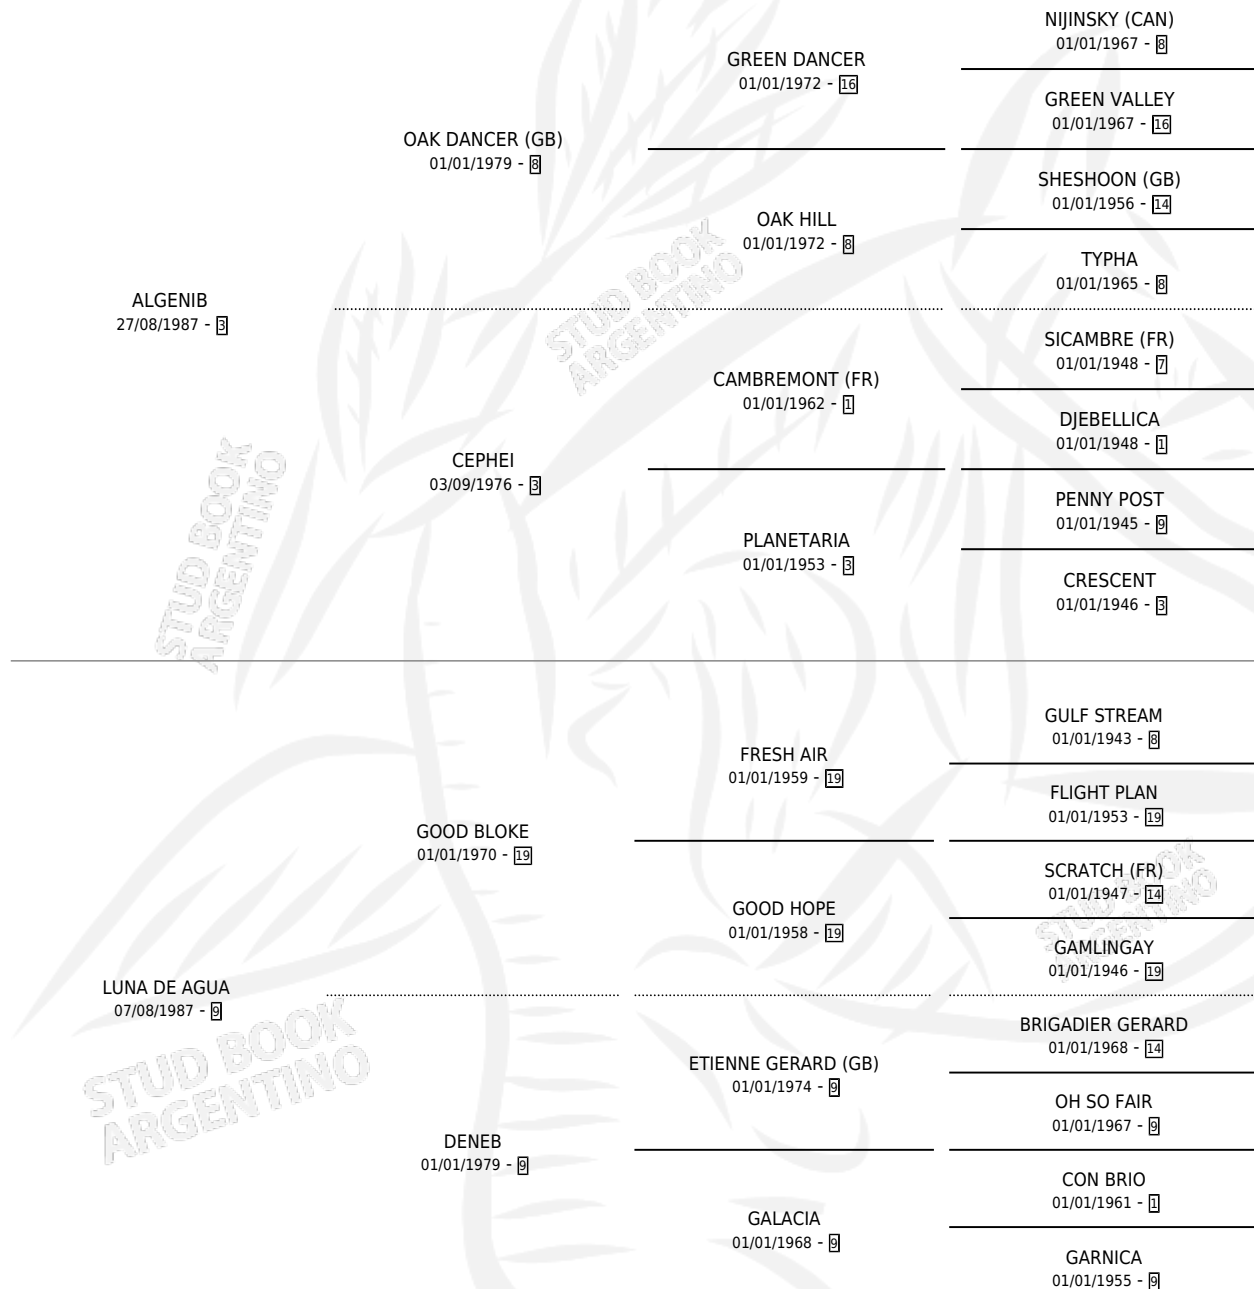 NIJINSKY (CAN)
01/01/1967 - 8
GREEN DANCER
01/01/1972 - 16
GREEN VALLEY
01/01/1967 - 16
OAK DANCER (GB)
01/01/1979 - 8
SHESHOON (GB)
01/01/1956 - 14
OAK HILL
01/01/1972 - 8
TYPHA
01/01/1965 - 8
ALGENIB
27/08/1987 - 3
SICAMBRE (FR)
01/01/1948 - 7
CAMBREMONT (FR)
01/01/1962 - 1
DJEBELLICA
01/01/1948 - 1
CEPHEI
03/09/1976 - 3
PENNY POST
01/01/1945 - 9
PLANETARIA
01/01/1953 - 3
CRESCENT
01/01/1946 - 3
GULF STREAM
01/01/1943 - 8
FRESH AIR
01/01/1959 - 19
FLIGHT PLAN
01/01/1953 - 19
GOOD BLOKE
01/01/1970 - 19
SCRATCH (FR)
01/01/1947 - 14
GOOD HOPE
01/01/1958 - 19
GAMLINGAY
01/01/1946 - 19
LUNA DE AGUA
07/08/1987 - 9
BRIGADIER GERARD
01/01/1968 - 14
ETIENNE GERARD (GB)
01/01/1974 - 9
OH SO FAIR
01/01/1967 - 9
DENEB
01/01/1979 - 9
CON BRIO
01/01/1961 - 1
GALACIA
01/01/1968 - 9
GARNICA
01/01/1955 - 9
STUD BOOK
ARGENTINO
STUD BOOK
ARGENTINO
STUD BOOK
ARGENTINO
STUD BOOK
ARGENTINO